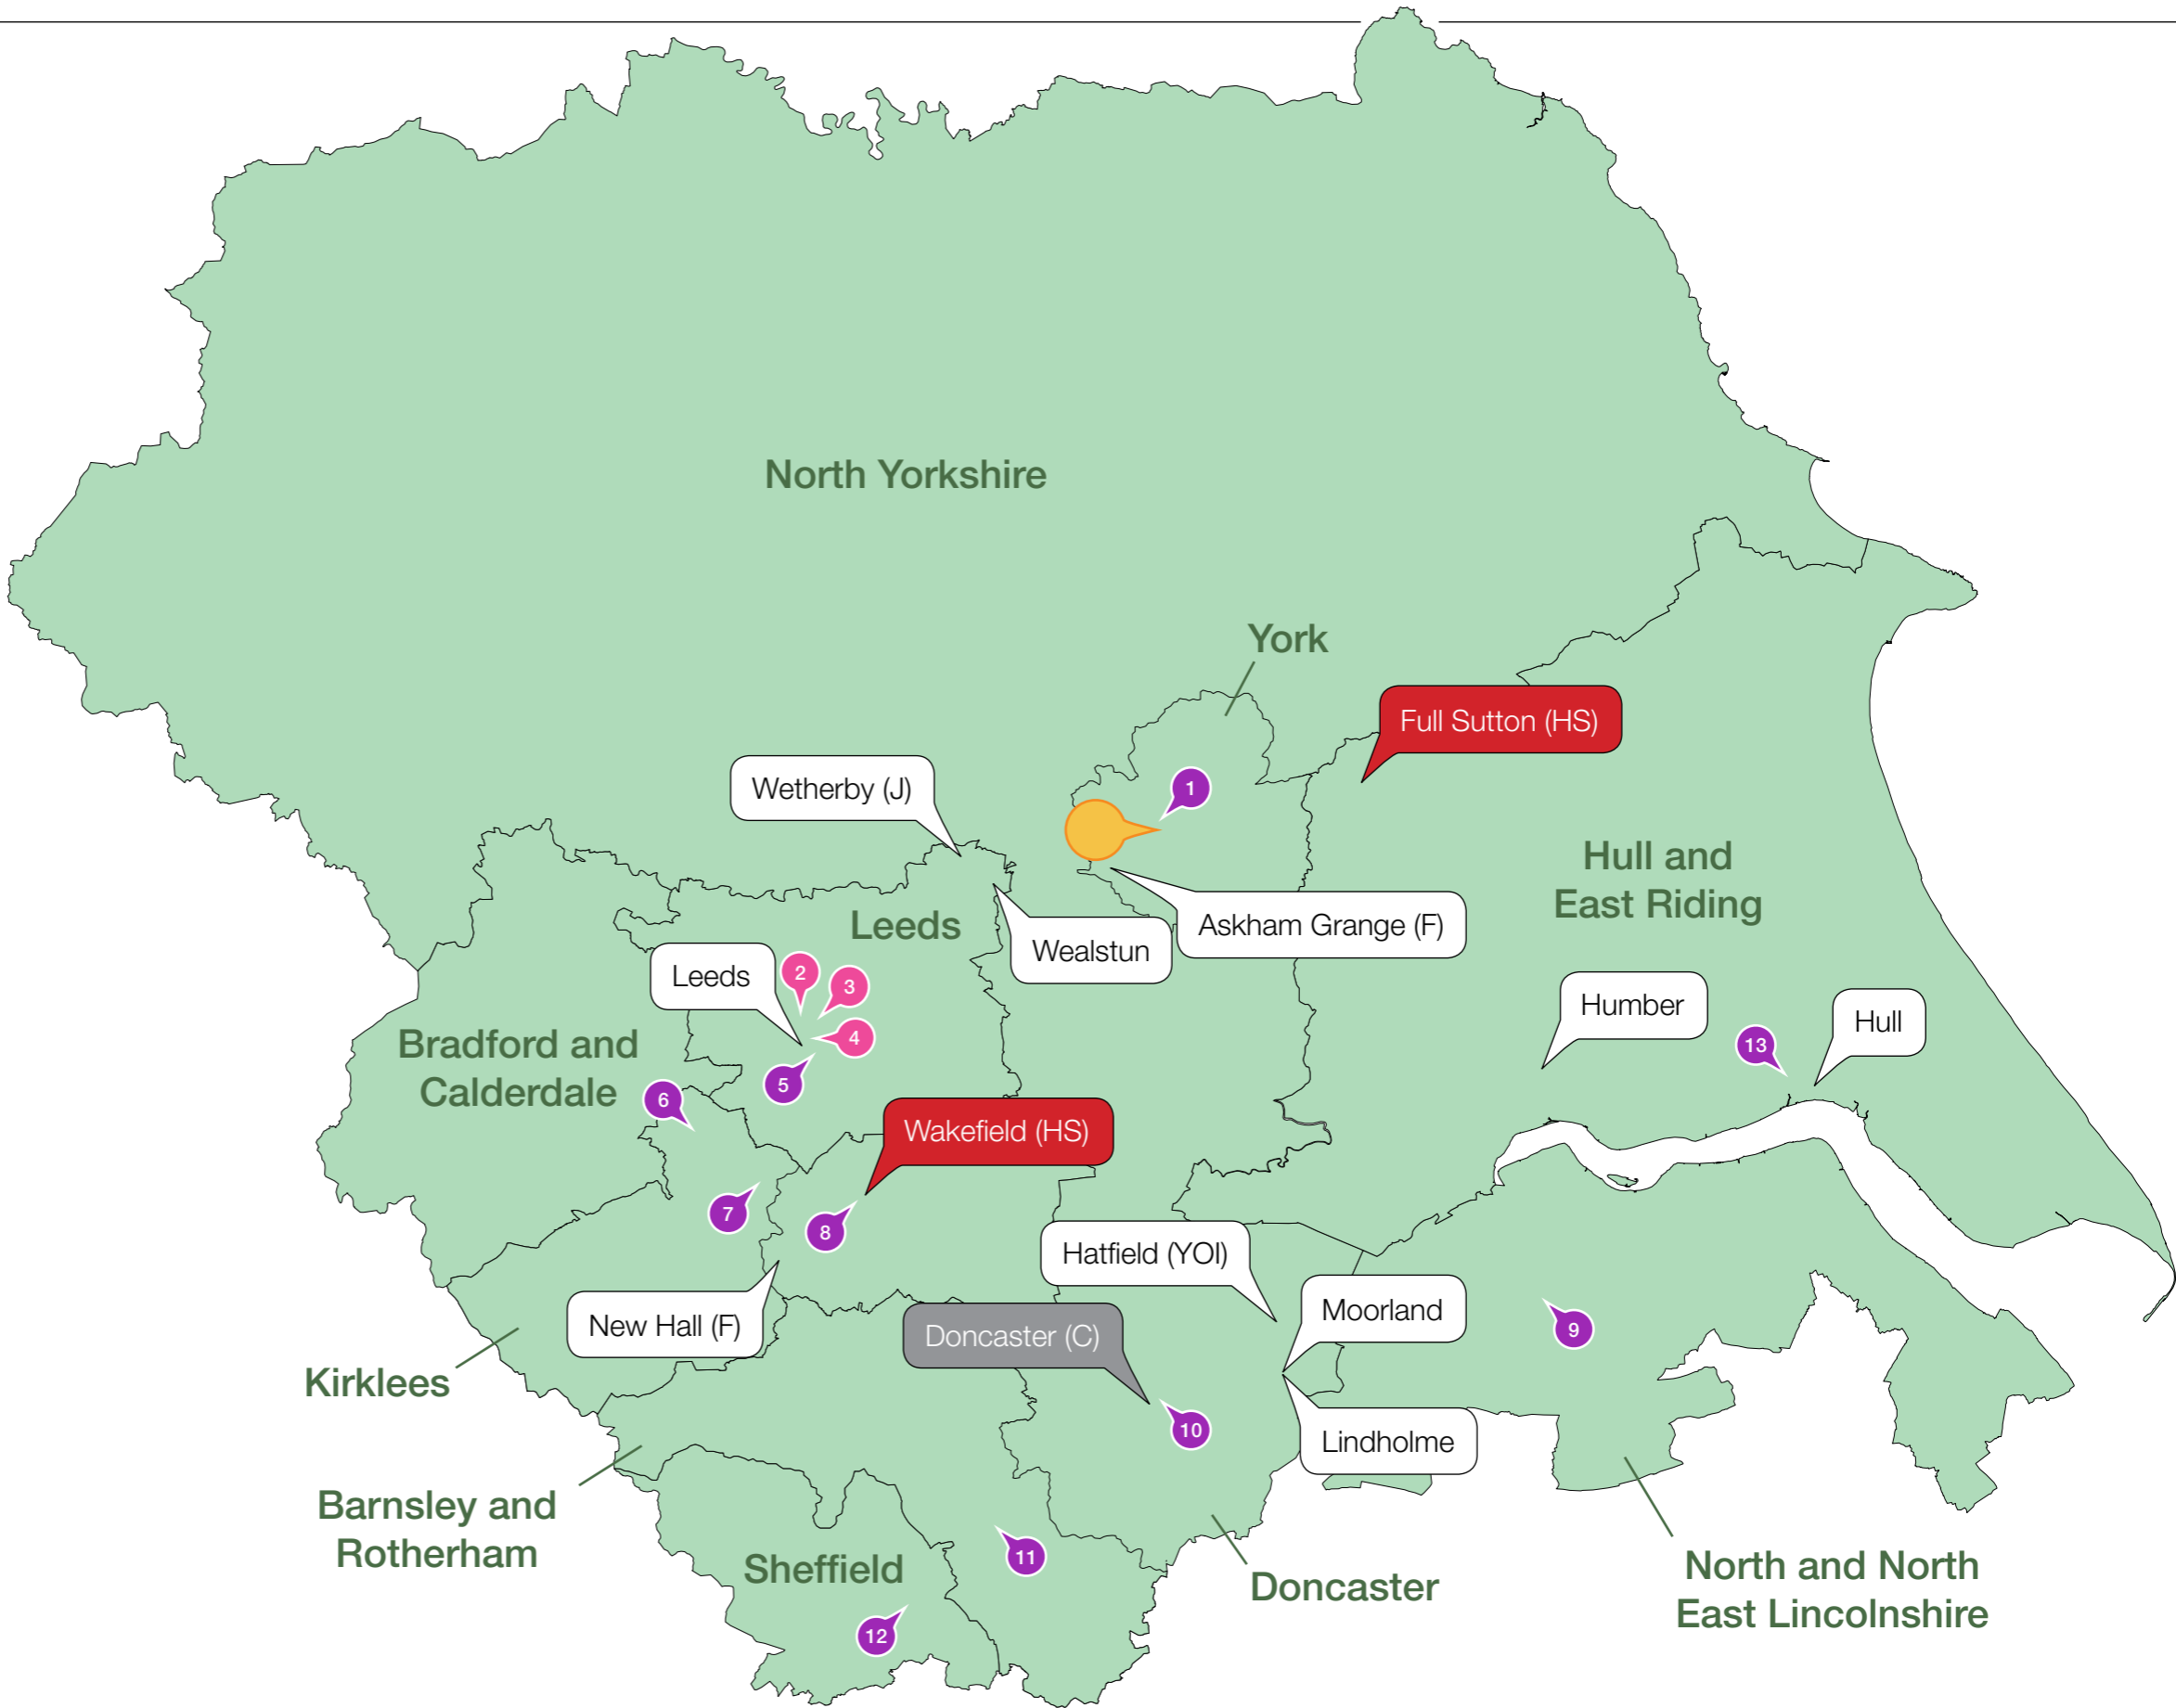 North Yorkshire
York
Full Sutton (HS)
Wetherby (J)
1
Hull and
East Riding
Leeds
Askham Grange (F)
Wealstun
Leeds
2
3
4
5
Humber
Hull
13
Bradford and
Calderdale
6
Wakefield (HS)
7
8
Hatfield (YOI)
New Hall (F)
Doncaster (C)
Moorland
9
Kirklees
10
Lindholme
Barnsley and
Rotherham
Sheffield
11
12
Doncaster
North and North
East Lincolnshire